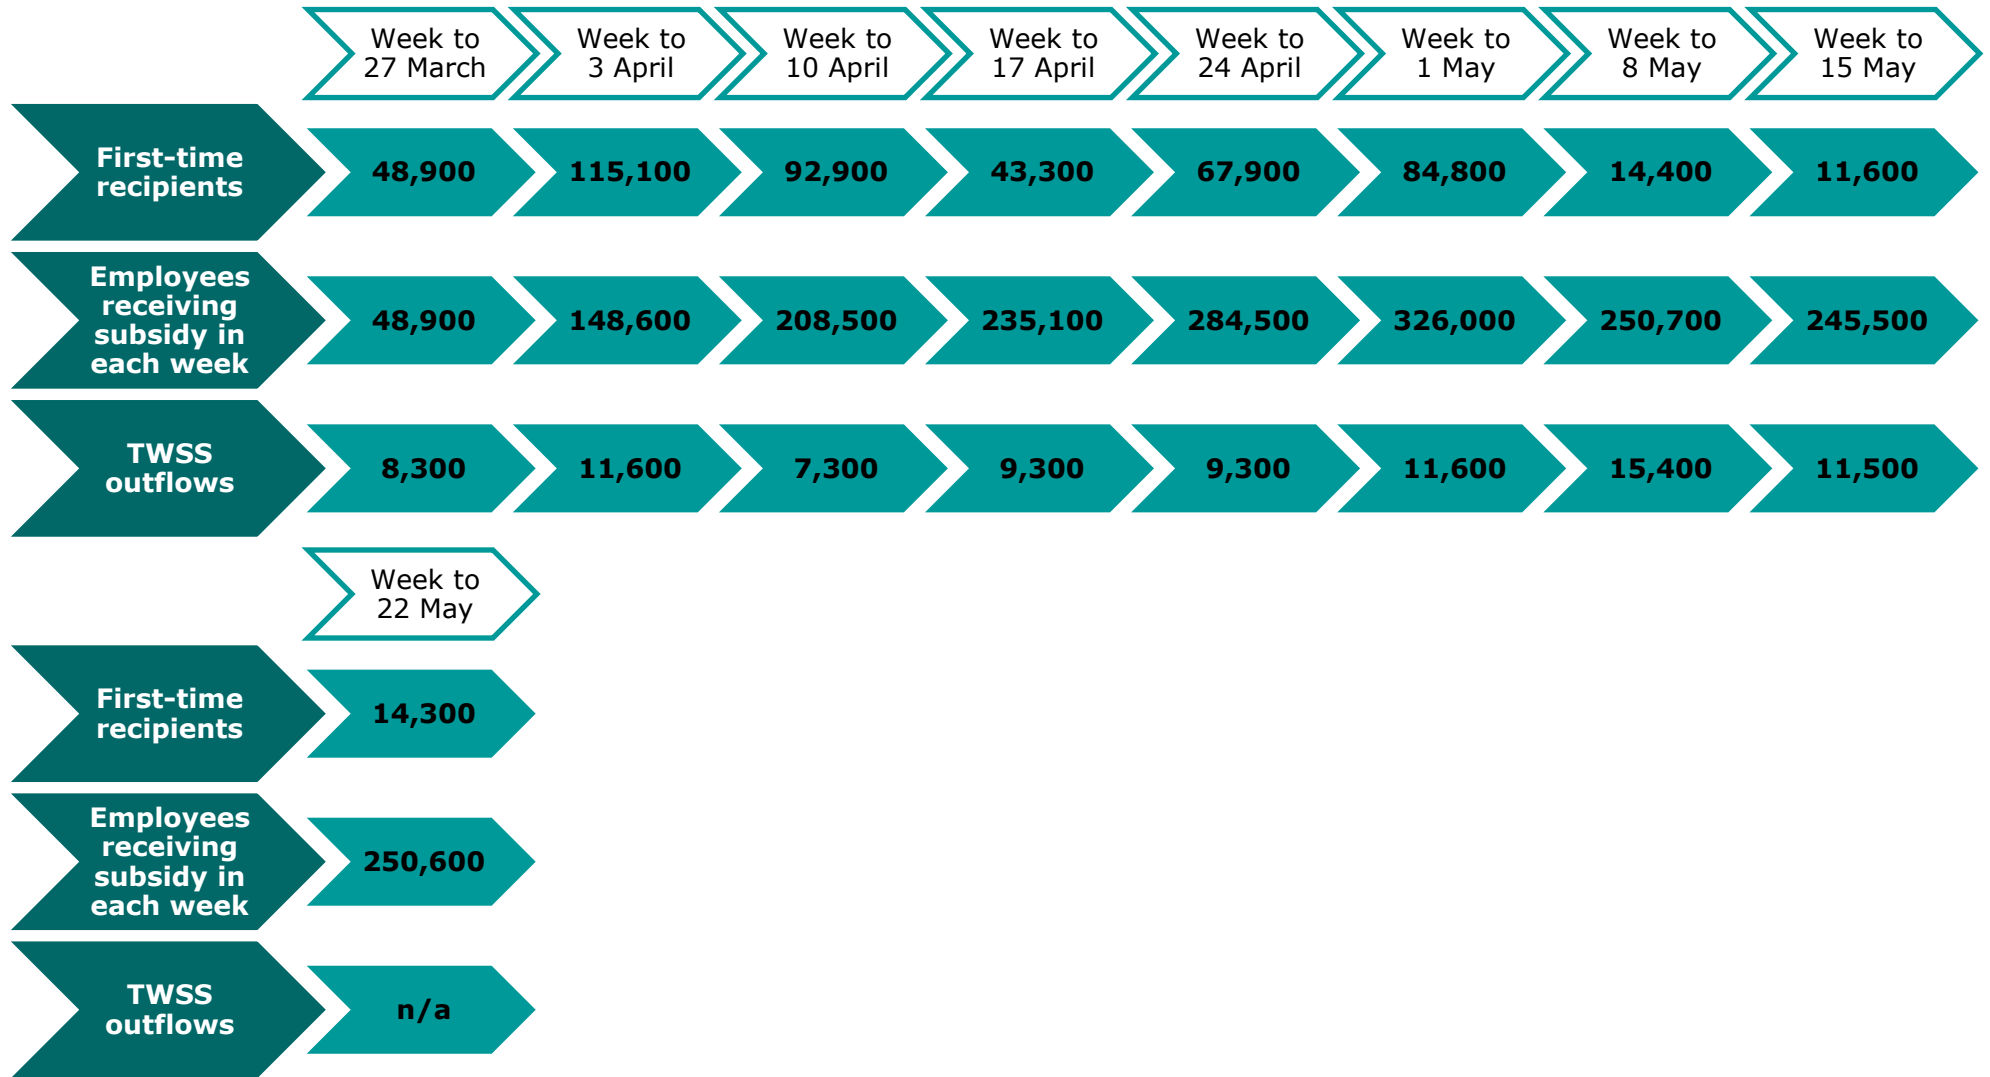 Week to
27 March
Week to
3 April
Week to
10 April
Week to
17 April
Week to
24 April
Week to
1 May
Week to
8 May
Week to
15 May
First-time
recipients
48,900
115,100
92,900
43,300
67,900
84,800
14,400
11,600
Employees
receiving
subsidy in
each week
48,900
148,600
208,500
235,100
284,500
326,000
250,700
245,500
TWSS
outflows
8,300
11,600
7,300
9,300
9,300
11,600
15,400
11,500
Week to
22 May
First-time
recipients
14,300
Employees
receiving
subsidy in
each week
250,600
TWSS
outflows
n/a